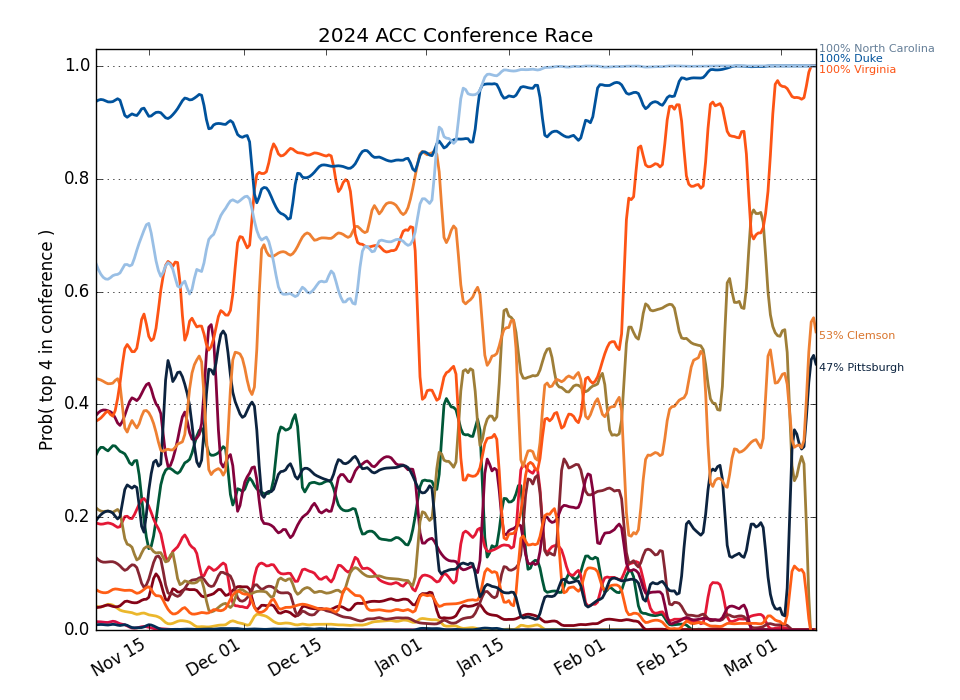 2024 ACC Conference Race
100% North Carolina
100% Duke
100% Virginia
53% Clemson
47% Pittsburgh
Prob( top 4 in conference )
1.0
0.8
0.6
0.4
0.2
0.0
Nov 15
Dec 01
Dec 15
Jan 01
Jan 15
Feb 01
Feb 15
Mar 01